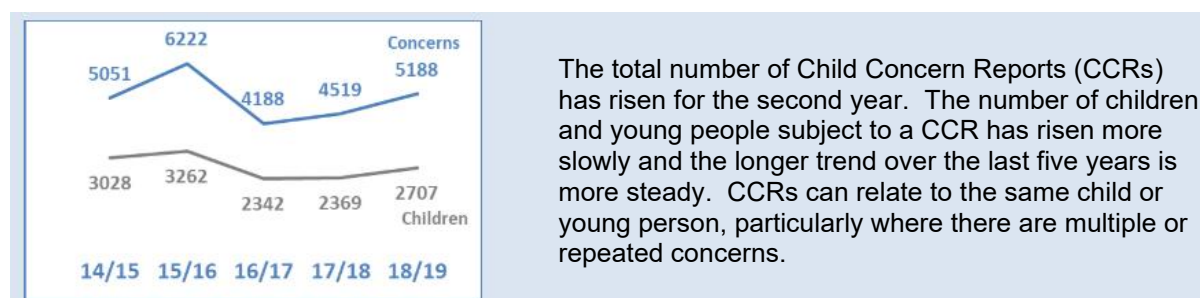 6222
Concerns
5051
5188
4188
4519
3028
3262
2342
2369
2707
Children
14/15 15/16 16/17 17/18 18/19
The total number of Child Concern Reports (CCRs)
has risen for the second year. The number of children
and young people subject to a CCR has risen more
slowly and the longer trend over the last five years is
more steady. CCRs can relate to the same child or
young person, particularly where there are multiple or
repeated concerns.